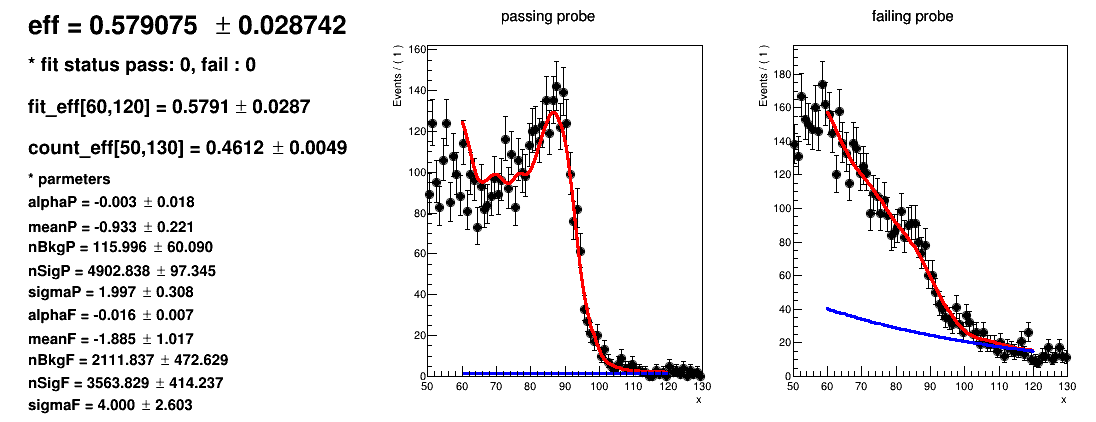 eff = 0.579075 ± 0.028742
* fit status pass: 0, fail : 0
fit_eff[60,120] = 0.5791 ± 0.0287
count_eff[50,130] = 0.4612 ± 0.0049
* parmeters
alphaP = -0.003 ± 0.018
meanP = -0.933 ± 0.221
nBkgP = 115.996 ± 60.090
nSigP = 4902.838 ± 97.345
sigmaP = 1.997 ± 0.308
alphaF = -0.016 ± 0.007
meanF = -1.885 ± 1.017
nBkgF = 2111.837 ± 472.629
nSigF = 3563.829 ± 414.237
sigmaF = 4.000 ± 2.603
passing probe
Events / ( 1 )
160
140
120
100
80
60
40
20
0
50 60 70 80 90 100 110 120 130
x
failing probe
Events / ( 1 )
180
160
140
120
100
80
60
40
20
0
50 60 70 80 90 100 110 120 130
x